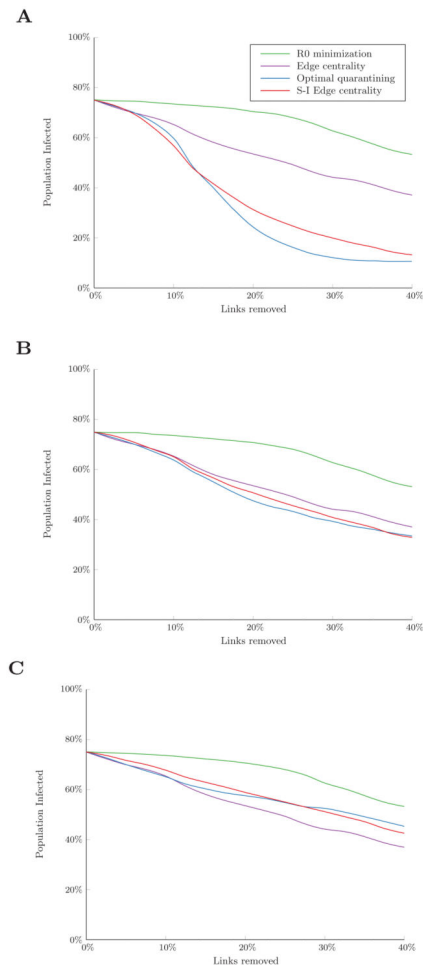 A
100%
80%
60%
40%
20%
0%
Population Infected
R0 minimization
Edge centrality
Optimal quarantining
S-I Edge centrality
0% 10% 20% 30% 40%
Links removed
B
100%
80%
60%
40%
20%
0%
Population Infected
0% 10% 20% 30% 40%
Links removed
C
100%
80%
60%
40%
20%
0%
Population Infected
0% 10% 20% 30% 40%
Links removed